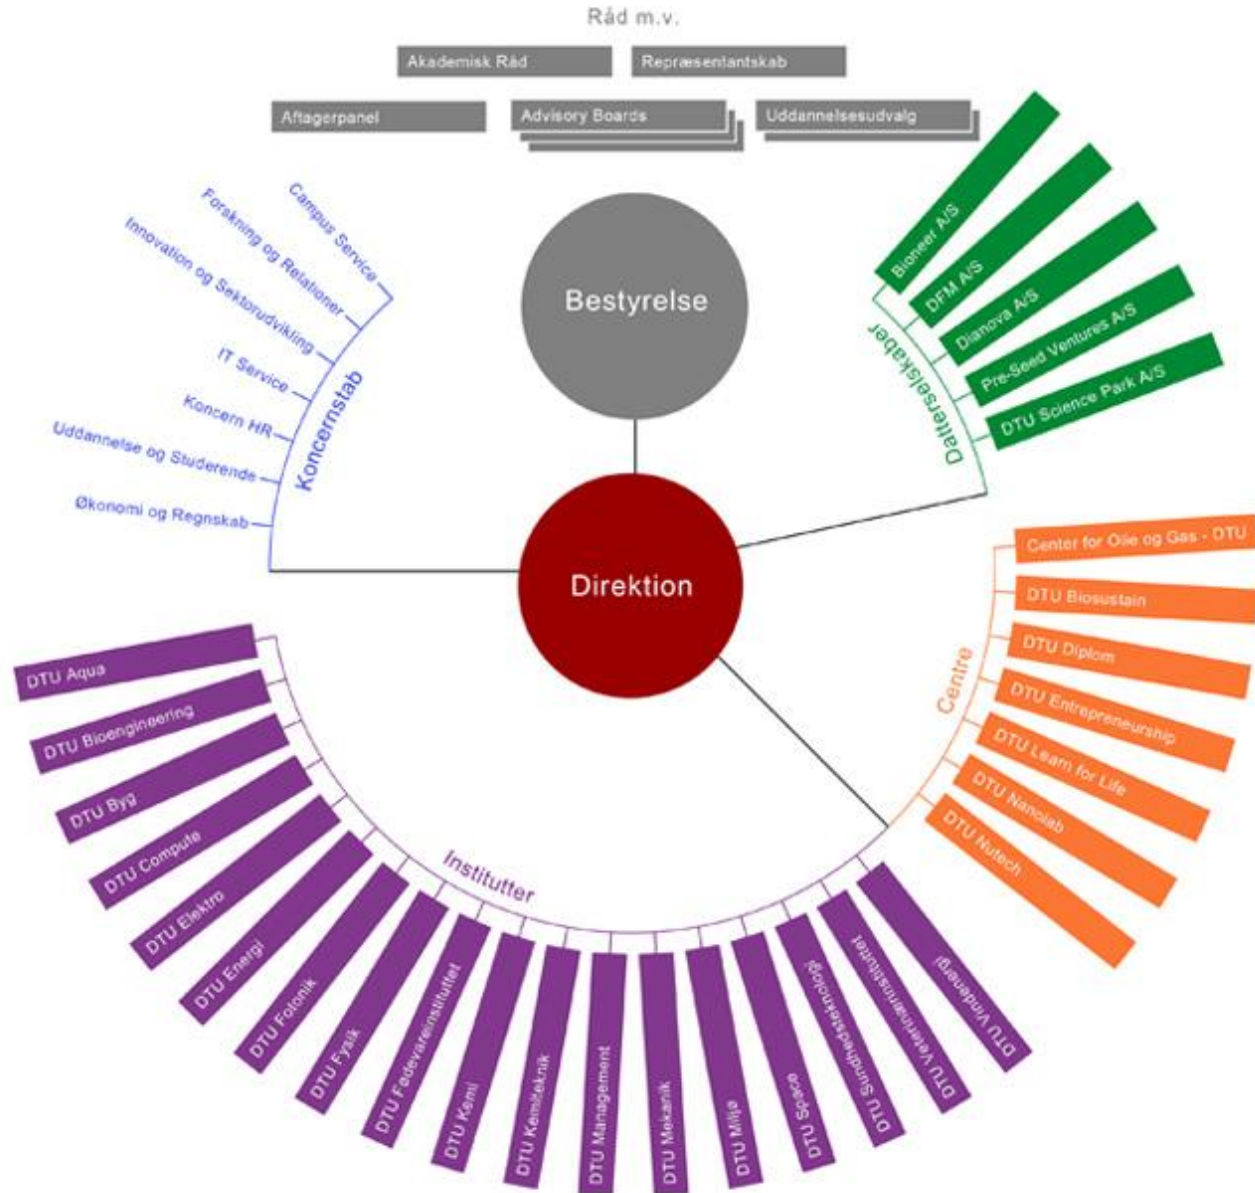 Råd m.v.
Akademisk Råd
Repræsentantskab
Aftagerpanel
Advisory Boards
Uddannelsesudvalg
Bestyrelse
Direktion
Koncernstab
Campus Service
Forskning og Relationer
Innovation og Sektorudvikling
IT Service
Koncern HR
Uddannelse og Studerende
Økonomi og Regnskab
Datterselskaber
Bioneer A/S
DFM A/S
Dianova A/S
Pre-Seed Ventures A/S
DTU Science Park A/S
Centre
Center for Olie og Gas - DTU
DTU Biosustain
DTU Diplom
DTU Entrepreneurship
DTU Learn for Life
DTU Nanolab
DTU Nutech
Institutter
DTU Aqua
DTU Bioengineering
DTU Byg
DTU Compute
DTU Elektro
DTU Energi
DTU Fotonik
DTU Fysik
DTU Fødevareinstituttet
DTU Kemi
DTU Kemiteknik
DTU Management
DTU Mekanik
DTU Miljø
DTU Space
DTU Sundhedsteknologi
DTU Veterinærinstituttet
DTU Vindenergi